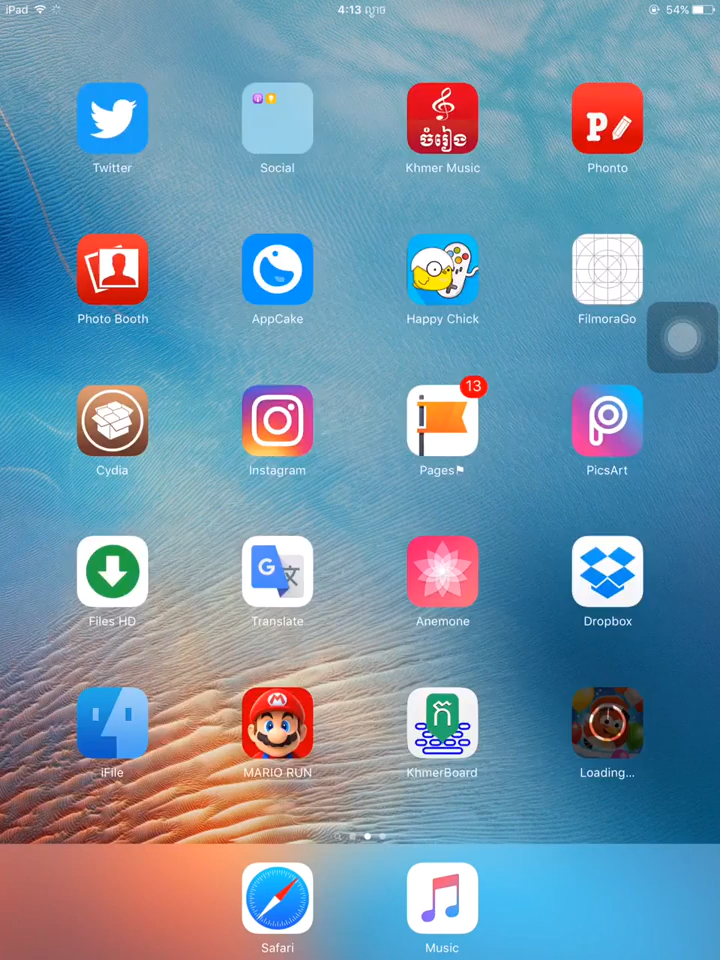 iPad 4:13 ល្ងាច 54%
Twitter Social Khmer Music Phonto
ចំរៀង
P
Photo Booth AppCake Happy Chick FilmoraGo
13
Cydia Instagram Pages⚑ PicsArt
G 文
Files HD Translate Anemone Dropbox
M
ក
iFile MARIO RUN KhmerBoard Loading...
Safari Music